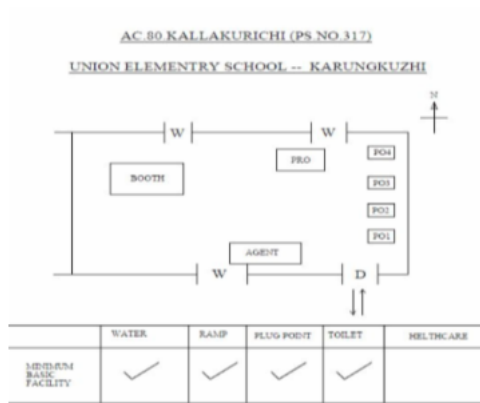 AC.80.KALLAKURICHI (PS.NO.317)
UNION ELEMENTRY SCHOOL -- KARUNGKUZHI
N
W W
PRO PO4
BOOTH PO3
PO2
PO1
AGENT
W D
WATER RAMP PLUG POINT TOILET HELTHCARE
MINIMUM
BASIC
FACILITY